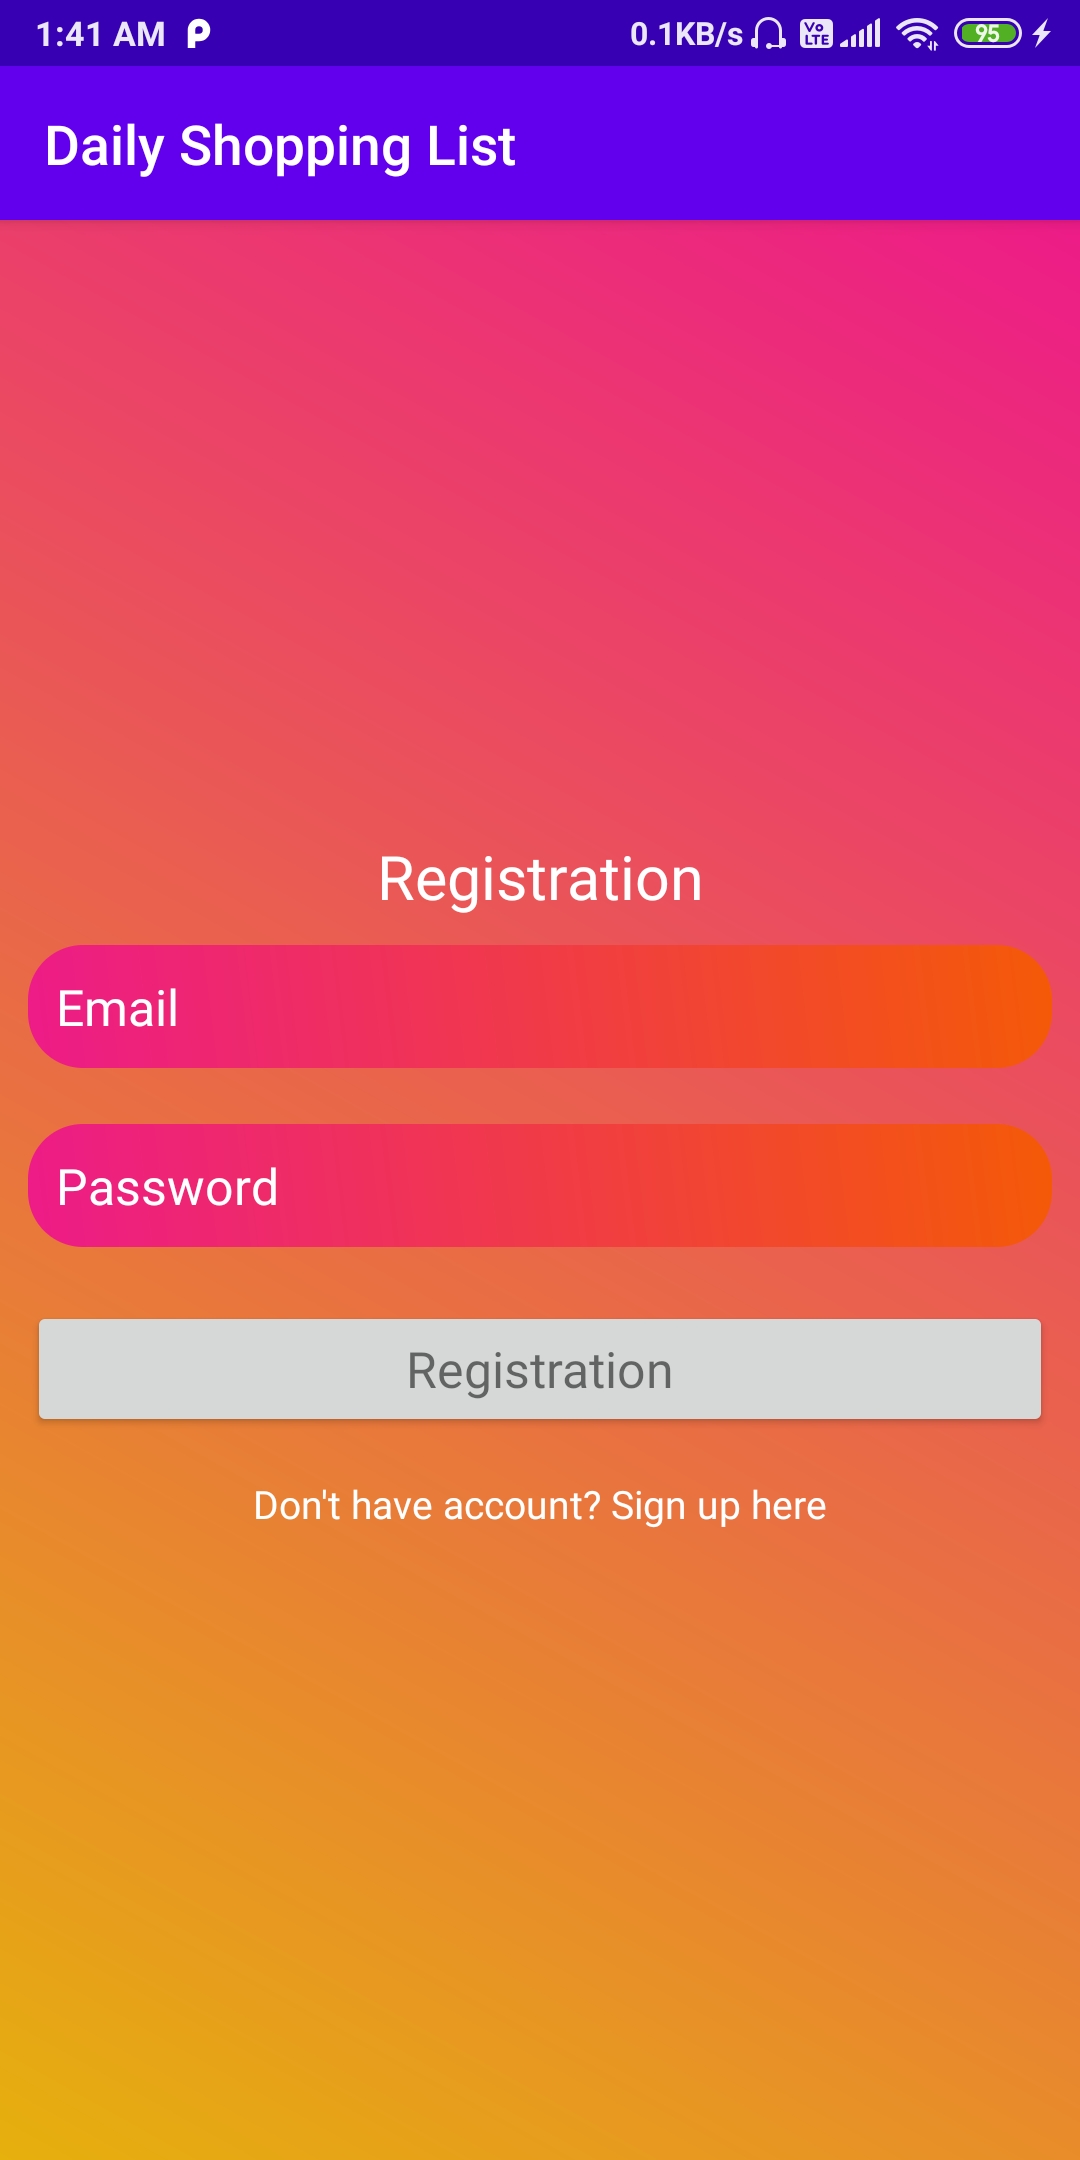 1:41 AM
0.1KB/s Vo LTE 95
Daily Shopping List
Registration
Email
Password
Registration
Don't have account? Sign up here